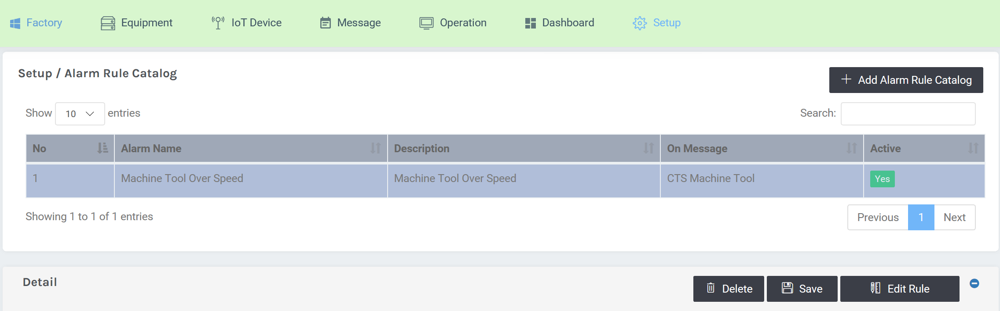 Factory Equipment IoT Device Message Operation Dashboard Setup
Setup / Alarm Rule Catalog
Add Alarm Rule Catalog
Show 10 entries
Search:
No Alarm Name Description On Message Active
1 Machine Tool Over Speed Machine Tool Over Speed CTS Machine Tool Yes
Showing 1 to 1 of 1 entries
Previous 1 Next
Detail
Delete Save Edit Rule